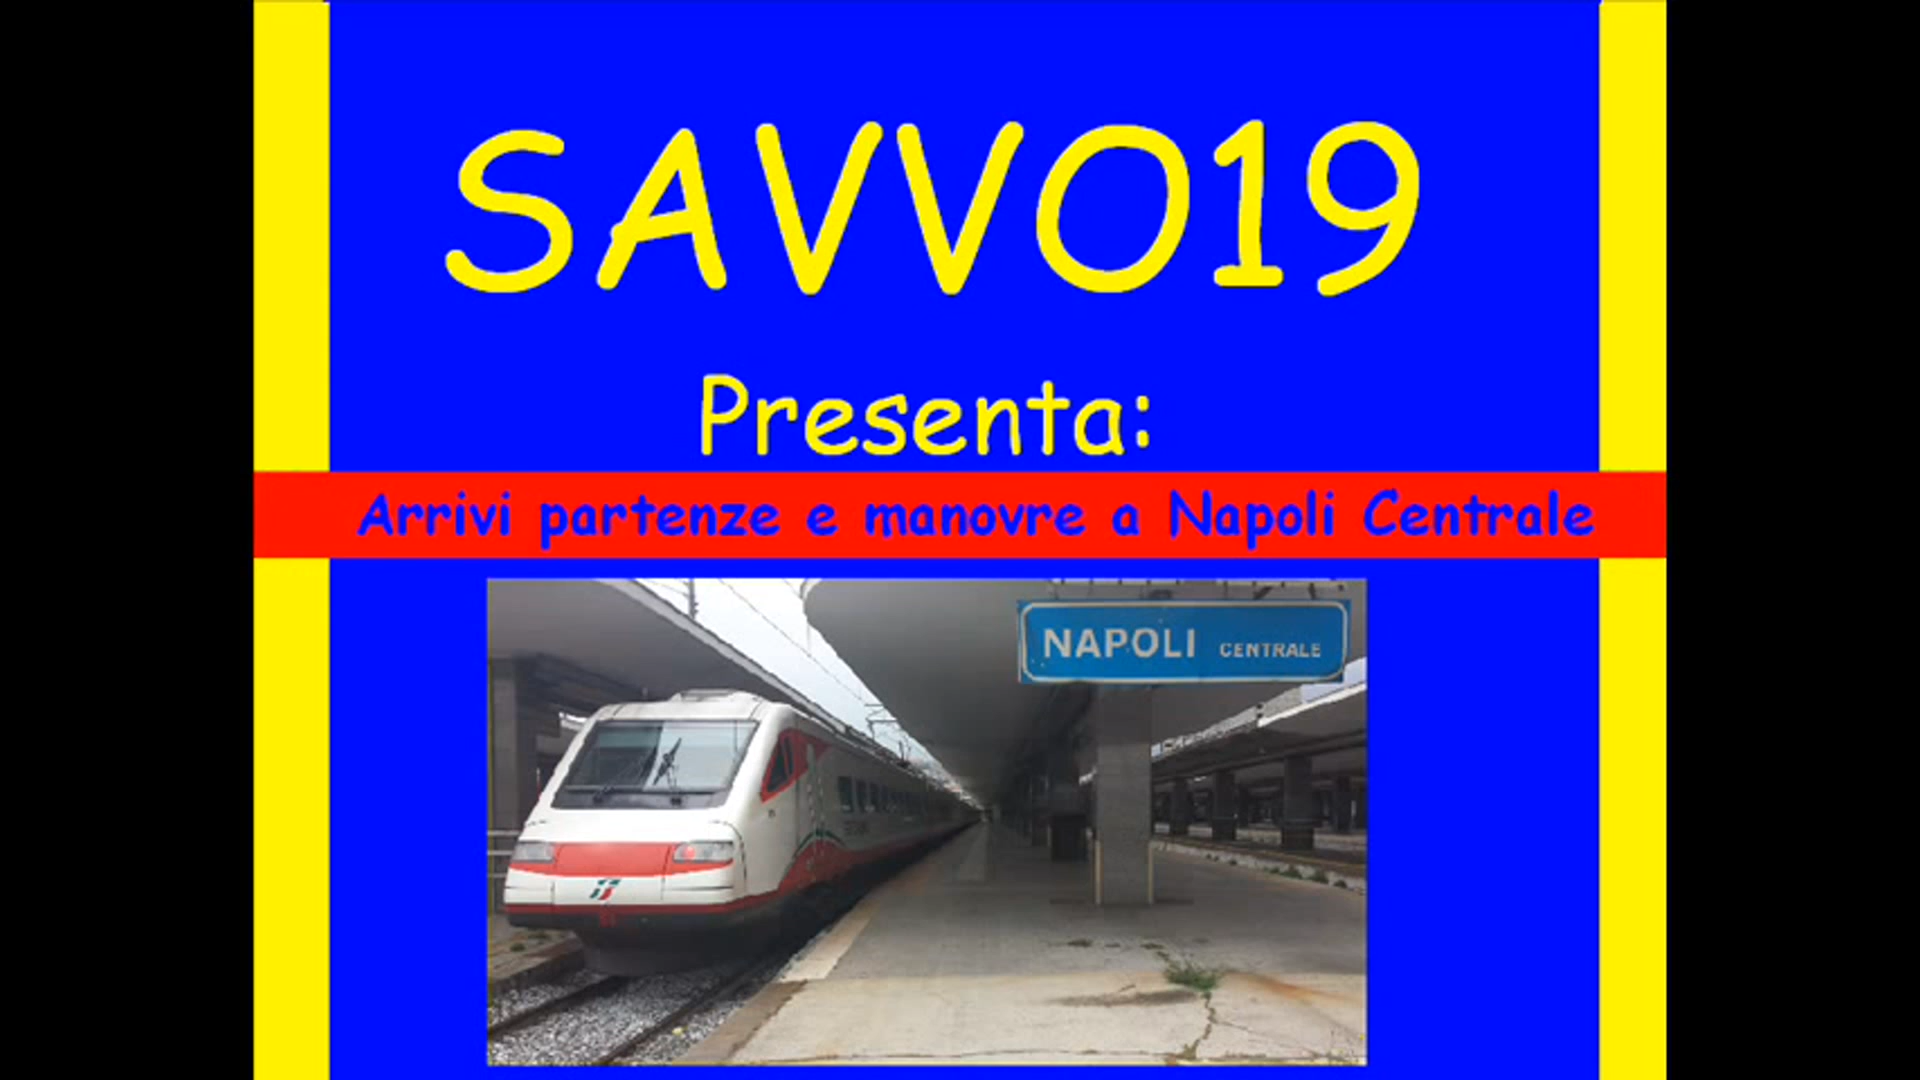 SAVVO19
Presenta:
Arrivi partenze e manovre a Napoli Centrale
NAPOLI CENTRALE